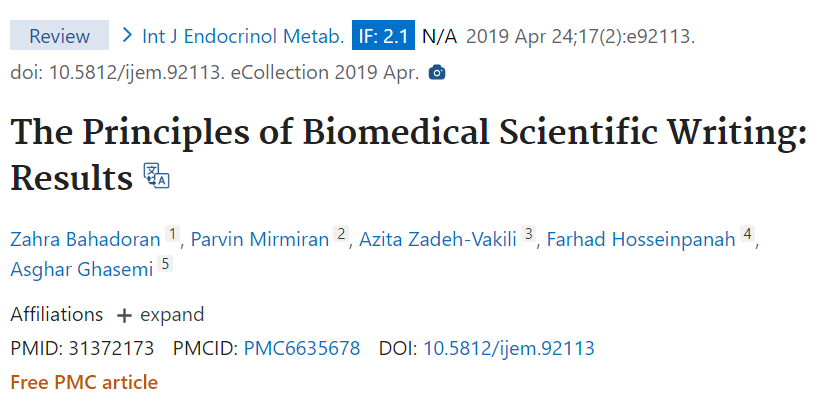 Review > Int J Endocrinol Metab. IF: 2.1 N/A 2019 Apr 24;17(2):e92113.
doi: 10.5812/ijem.92113. eCollection 2019 Apr.
The Principles of Biomedical Scientific Writing:
Results
Zahra Bahadoran 1, Parvin Mirmiran 2, Azita Zadeh-Vakili 3, Farhad Hosseinpanah 4,
Asghar Ghasemi 5
Affiliations + expand
PMID: 31372173 PMCID: PMC6635678 DOI: 10.5812/ijem.92113
Free PMC article